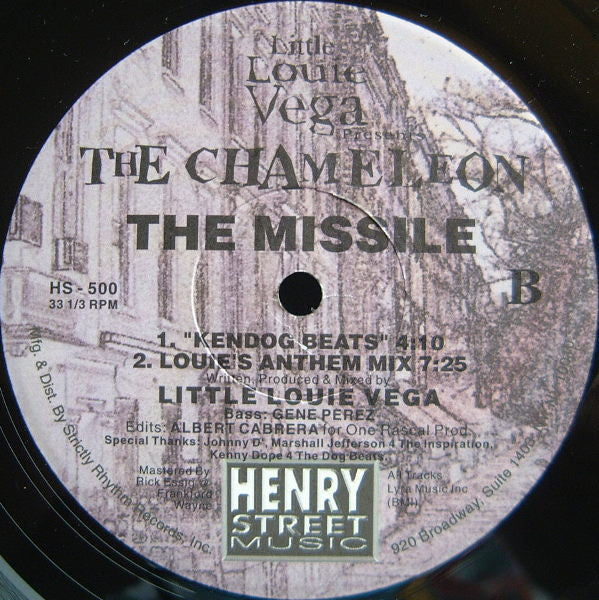 Little
Louie
Vega
Presents
THE CHAMELEON
THE MISSILE
HS - 500
33 1/3 RPM
B
1. "KENDOG BEATS" 4:10
2. LOUIE'S ANTHEM MIX 7:25
Written, Produced & Mixed by
LITTLE LOUIE VEGA
Bass: GENE PEREZ
Edits: ALBERT CABRERA for One Rascal Prod.
Special Thanks: Johnny D', Marshall Jefferson 4 The Inspiration,
Kenny Dope 4 The Dog Beats.
Mastered By
Rick Essig @
Frankford
Wayne
HENRY
STREET
MUSIC
All Tracks
Lyra Music Inc
(BMI)
Mfg. & Dist. By Strictly Rhythm Records, Inc.
920 Broadway, Suite